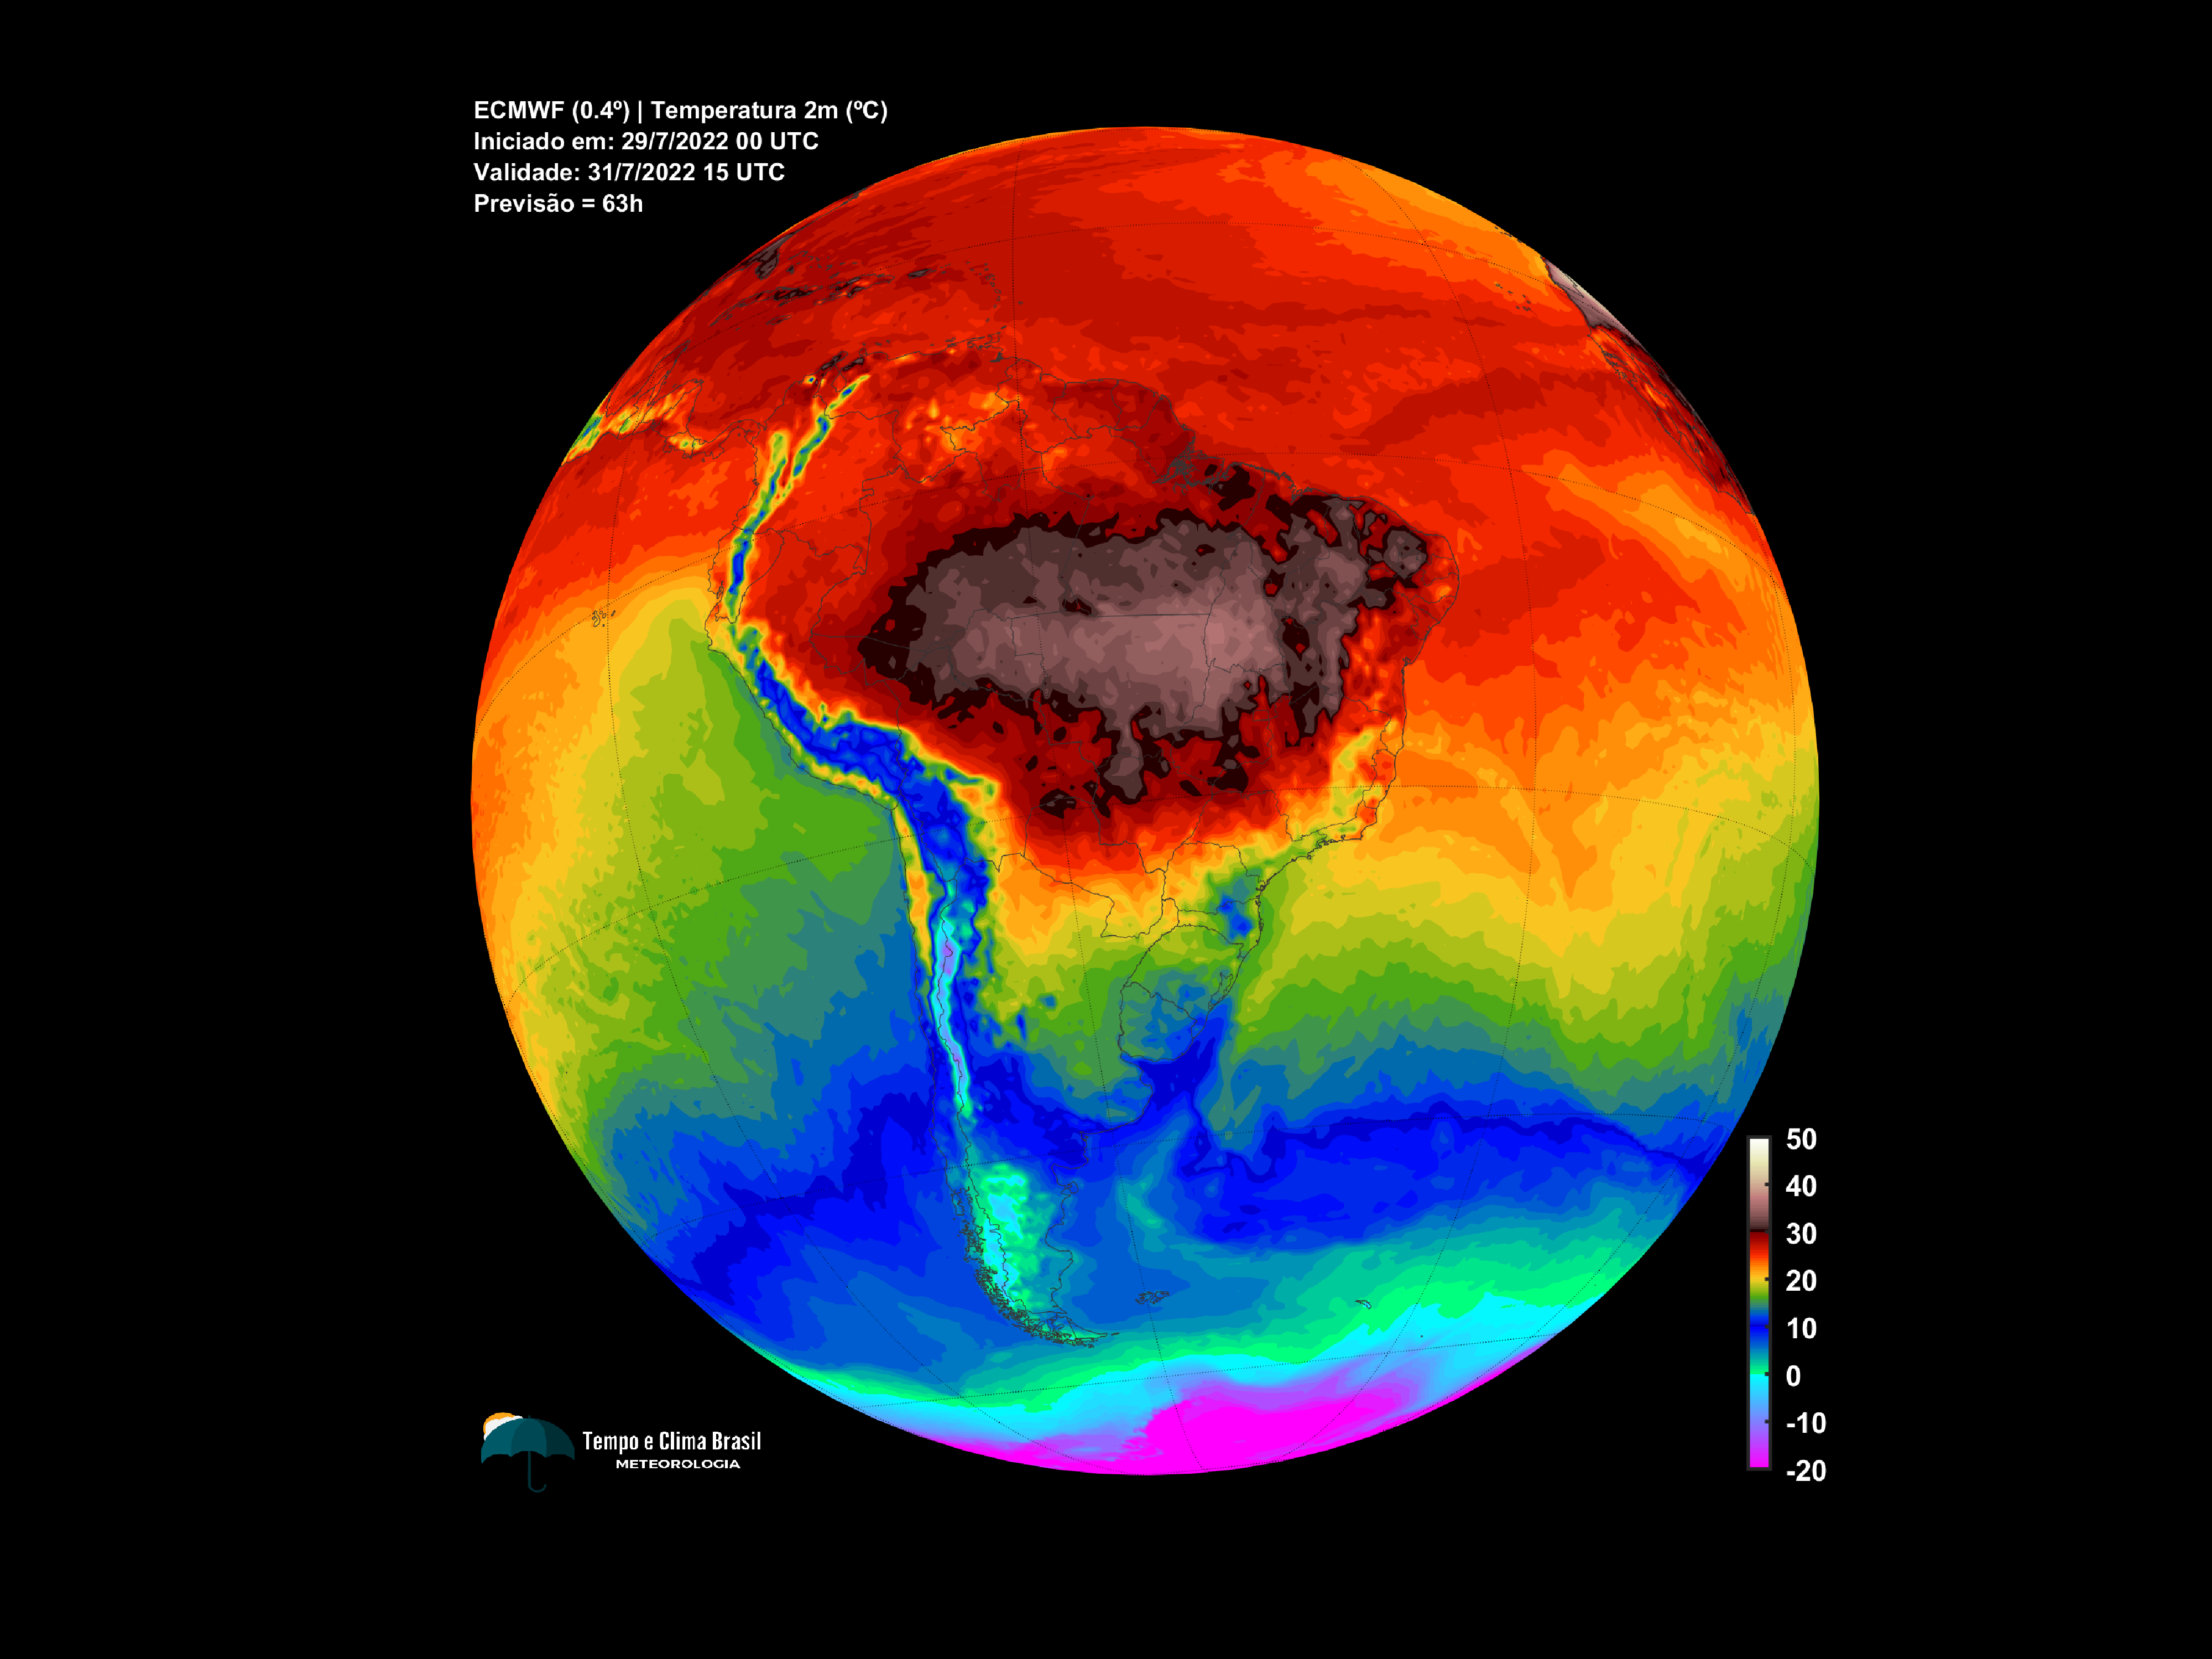 ECMWF (0.4º) | Temperatura 2m (ºC)
Iniciado em: 29/7/2022 00 UTC
Validade: 31/7/2022 15 UTC
Previsão = 63h
50
40
30
20
10
0
-10
-20
Tempo e Clima Brasil
METEOROLOGIA